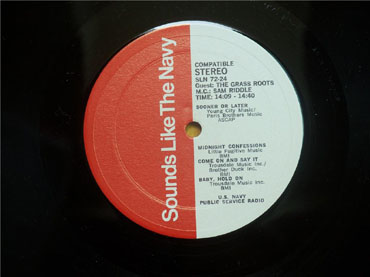 Sounds Like The Navy
COMPATIBLE
STEREO
SLN 72-24
Guest: THE GRASS ROOTS
M.C.: SAM RIDDLE
TIME: 14:09 - 14:40
SOONER OR LATER
Young City Music/
Paris Brothers Music
ASCAP
MIDNIGHT CONFESSIONS
Little Fugitive Music
BMI
COME ON AND SAY IT
Trousdale Music Inc./
Brother Duck Inc.
BMI
BABY, HOLD ON
Trousdale Music Inc.
BMI
U.S. NAVY
PUBLIC SERVICE RADIO